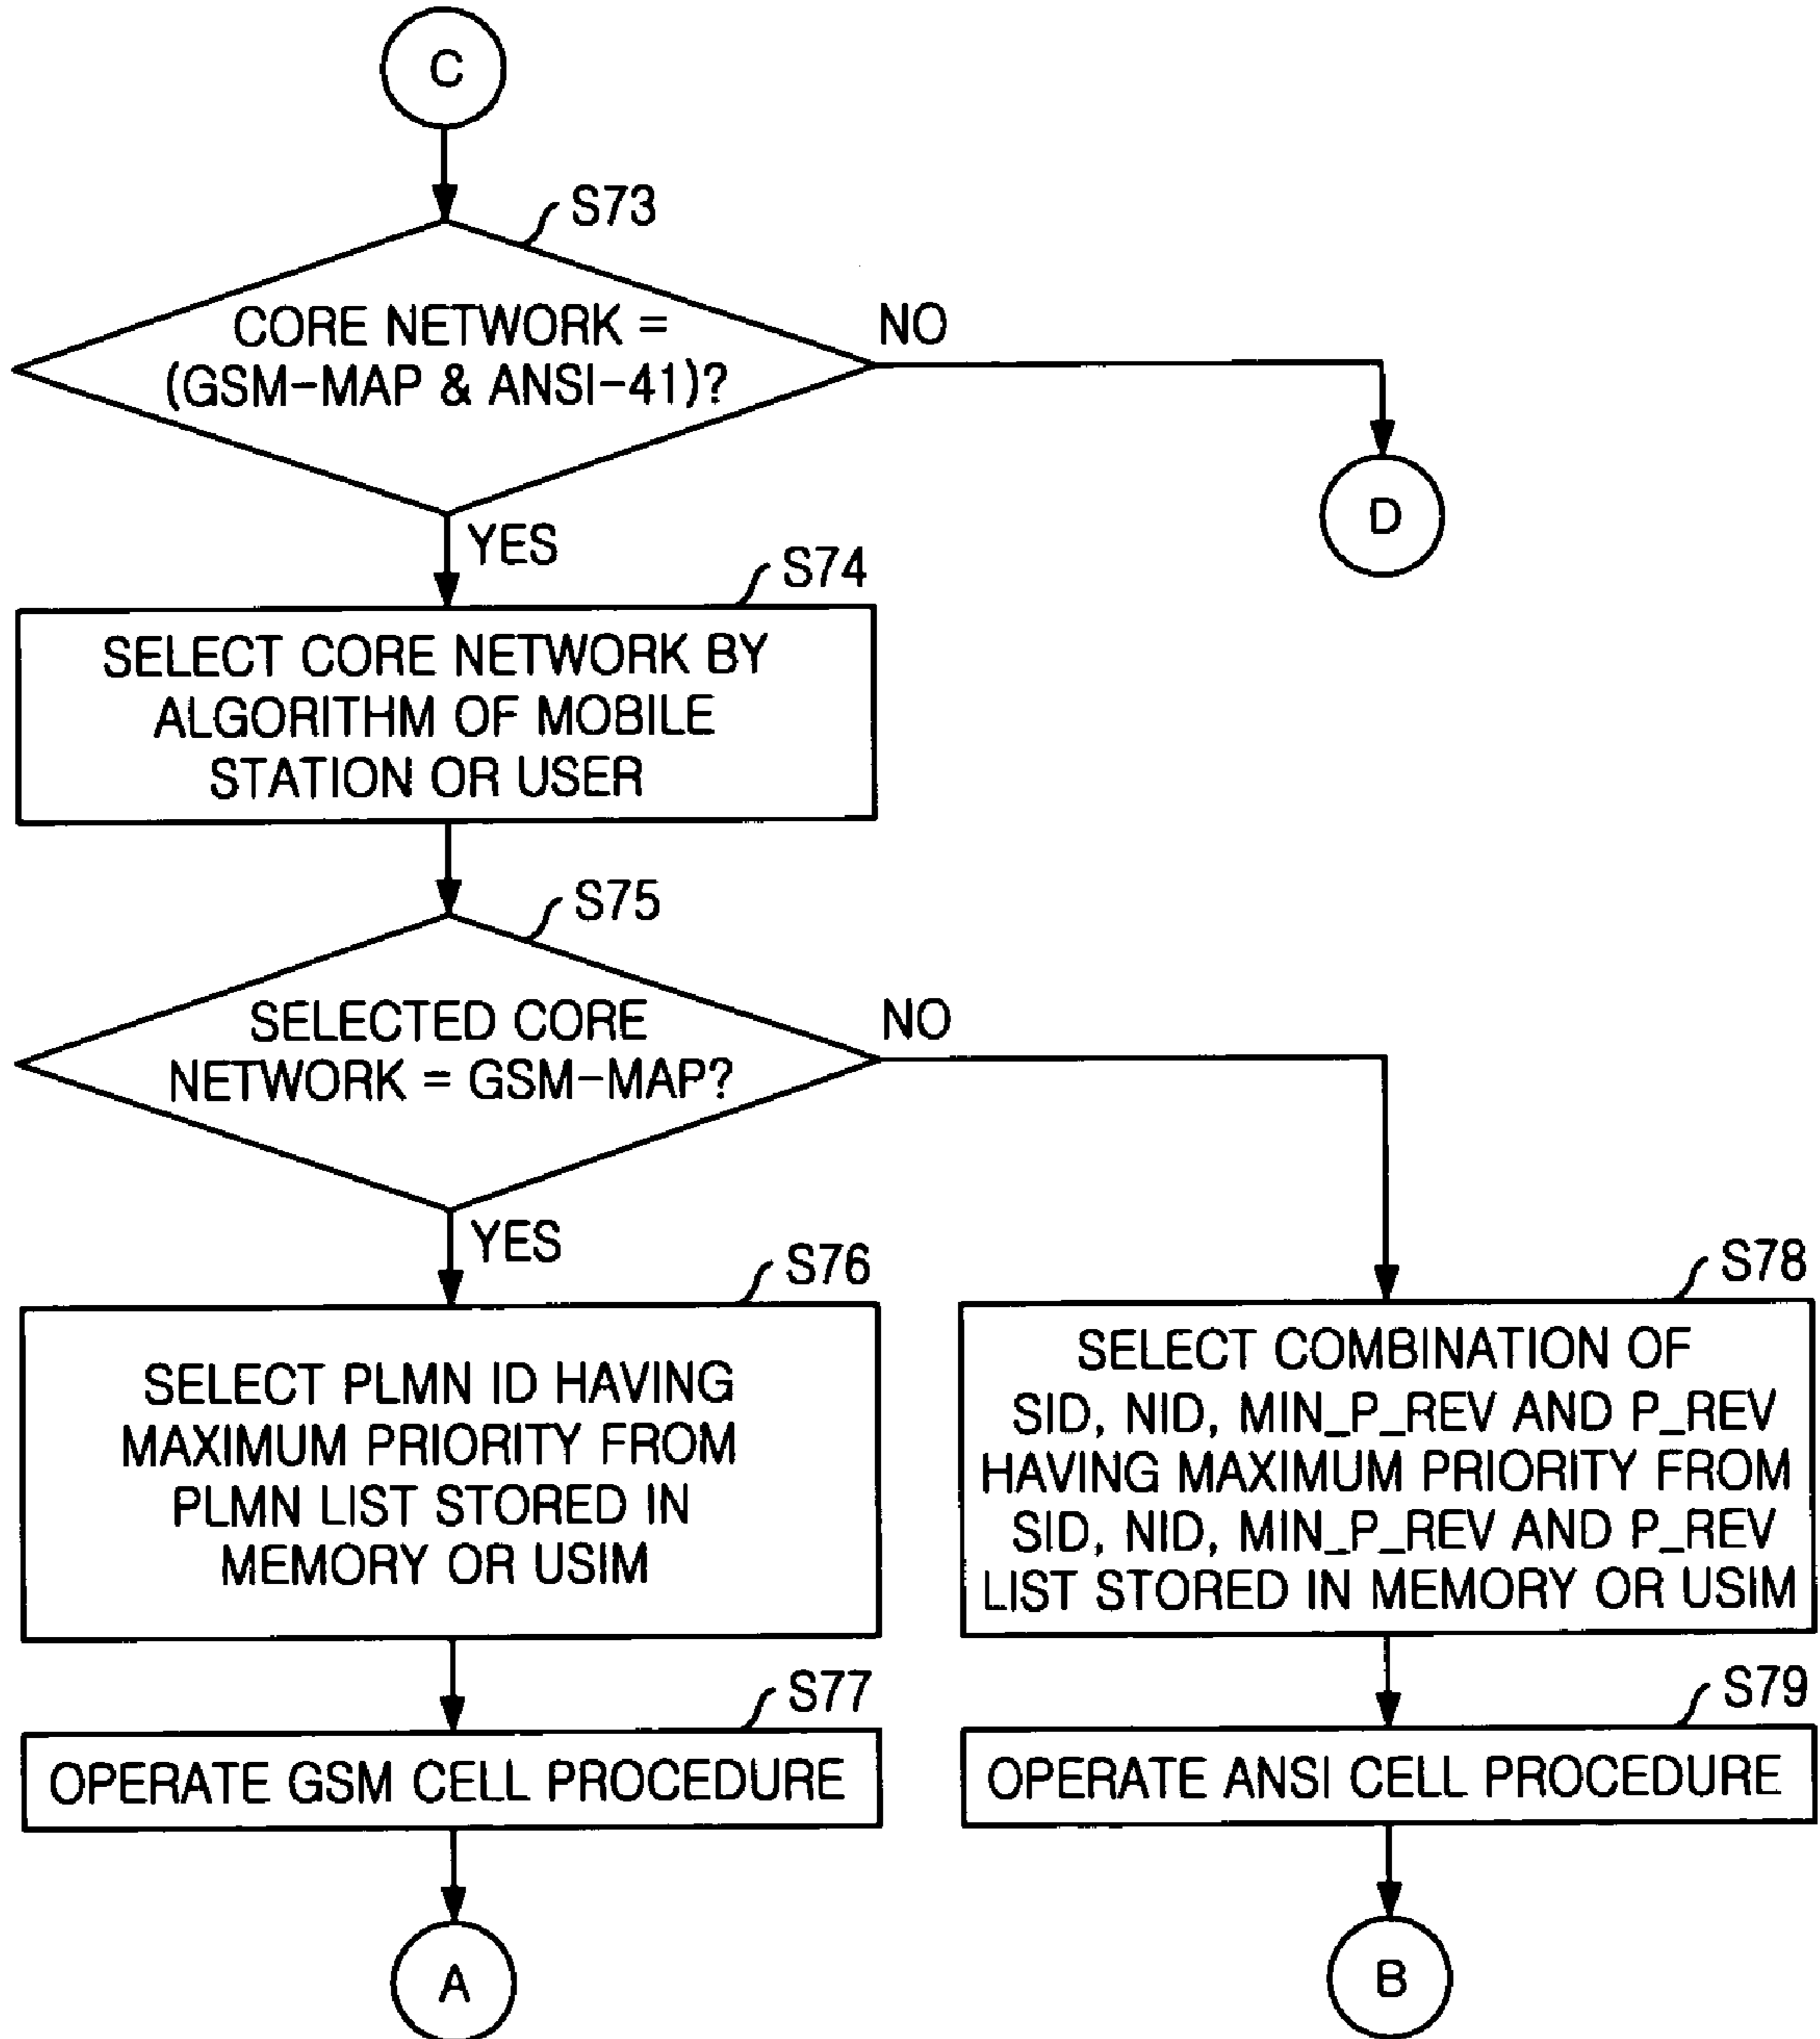 C
S73
CORE NETWORK =
(GSM-MAP & ANSI-41)?
NO
D
YES
S74
SELECT CORE NETWORK BY
ALGORITHM OF MOBILE
STATION OR USER
S75
SELECTED CORE
NETWORK = GSM-MAP?
NO
YES
S76
SELECT PLMN ID HAVING
MAXIMUM PRIORITY FROM
PLMN LIST STORED IN
MEMORY OR USIM
S78
SELECT COMBINATION OF
SID, NID, MIN_P_REV AND P_REV
HAVING MAXIMUM PRIORITY FROM
SID, NID, MIN_P_REV AND P_REV
LIST STORED IN MEMORY OR USIM
S77
OPERATE GSM CELL PROCEDURE
S79
OPERATE ANSI CELL PROCEDURE
A
B